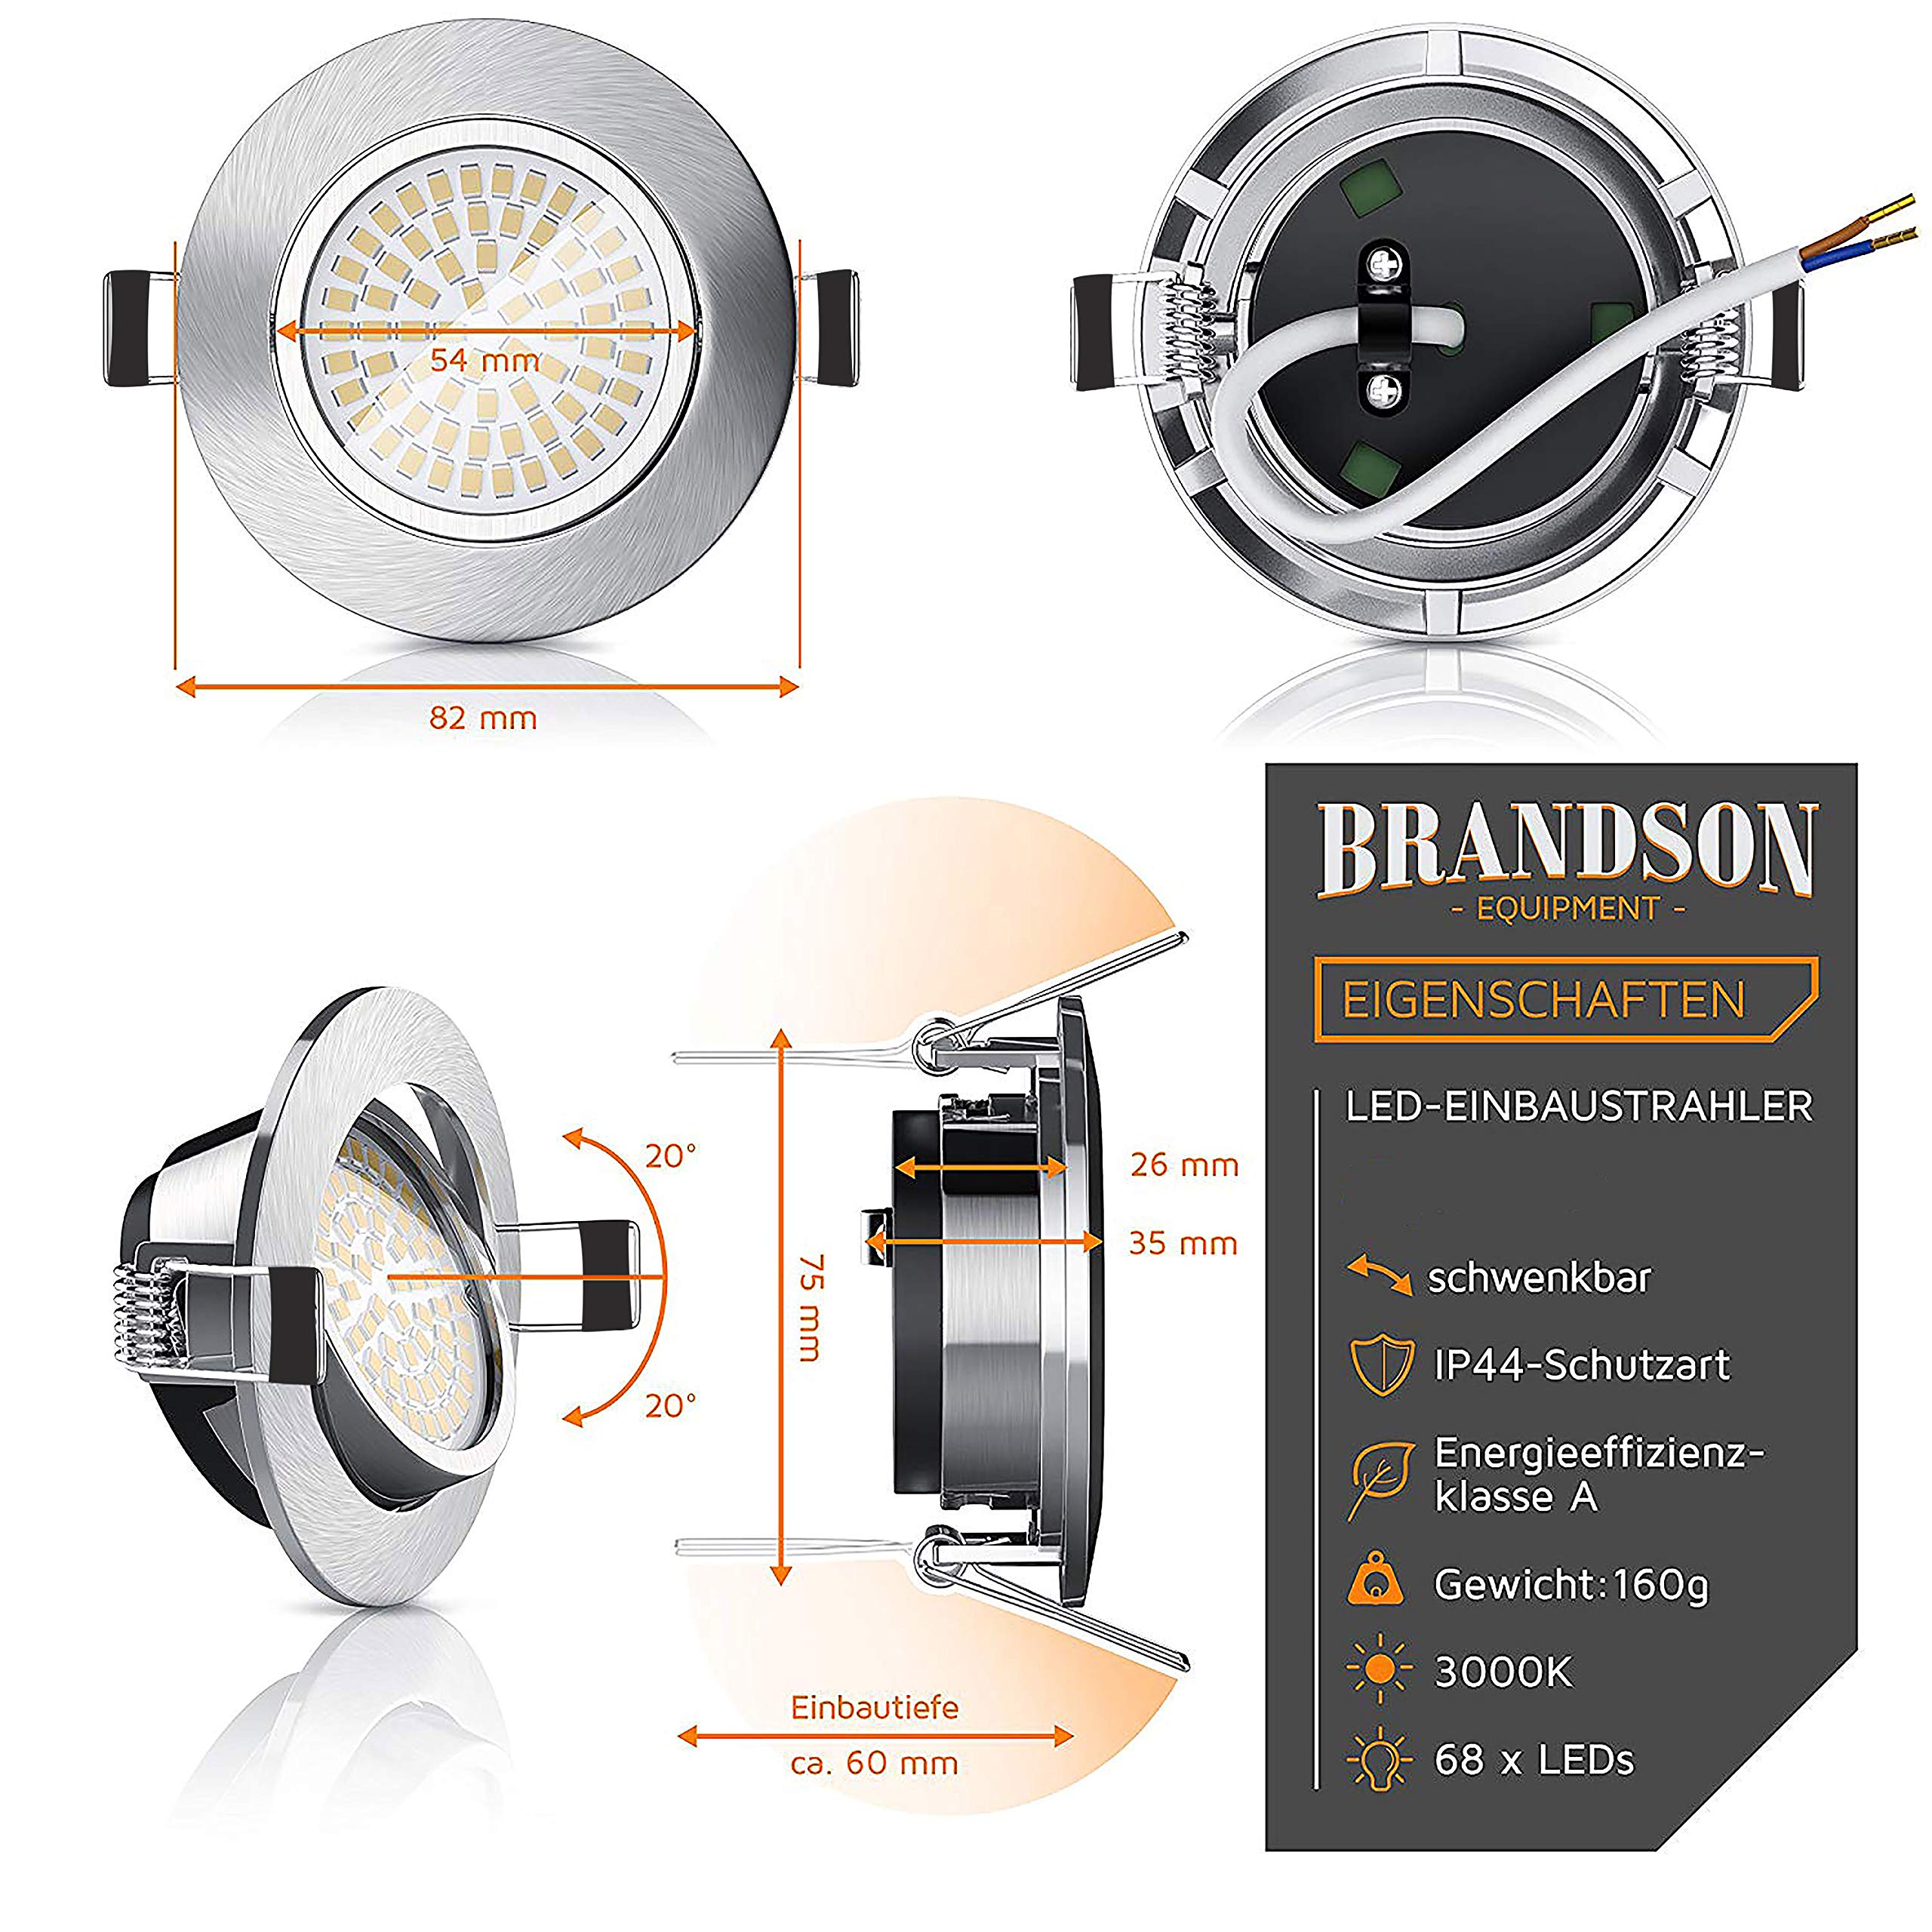 54 mm
82 mm
BRANDSON
- EQUIPMENT -
EIGENSCHAFTEN
LED-EINBAUSTRAHLER
schwenkbar
IP44-Schutzart
Energieeffizienz-
klasse A
Gewicht: 160g
3000K
68 x LEDs
20°
20°
75 mm
26 mm
35 mm
Einbautiefe
ca. 60 mm